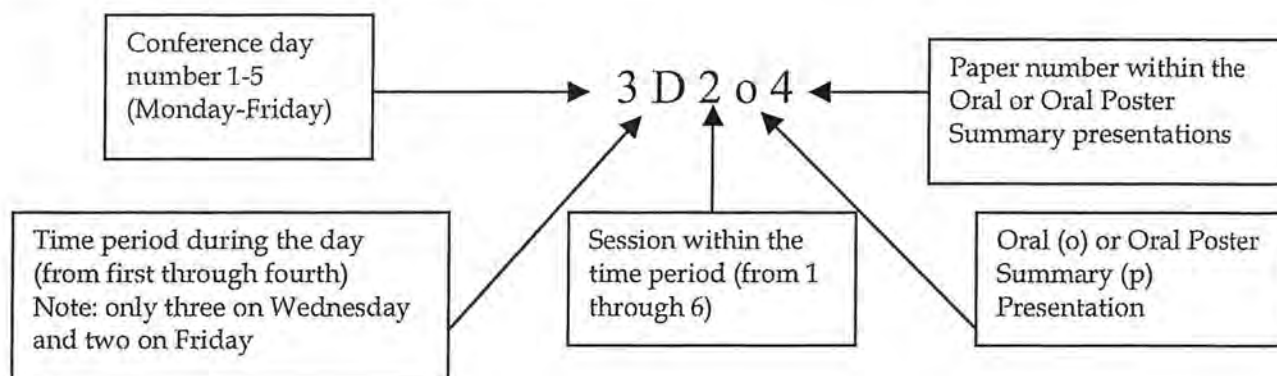 Conference day
number 1-5
(Monday-Friday)
3 D 2 o 4
Paper number within the
Oral or Oral Poster
Summary presentations
Time period during the day
(from first through fourth)
Note: only three on Wednesday
and two on Friday
Session within the
time period (from 1
through 6)
Oral (o) or Oral Poster
Summary (p)
Presentation